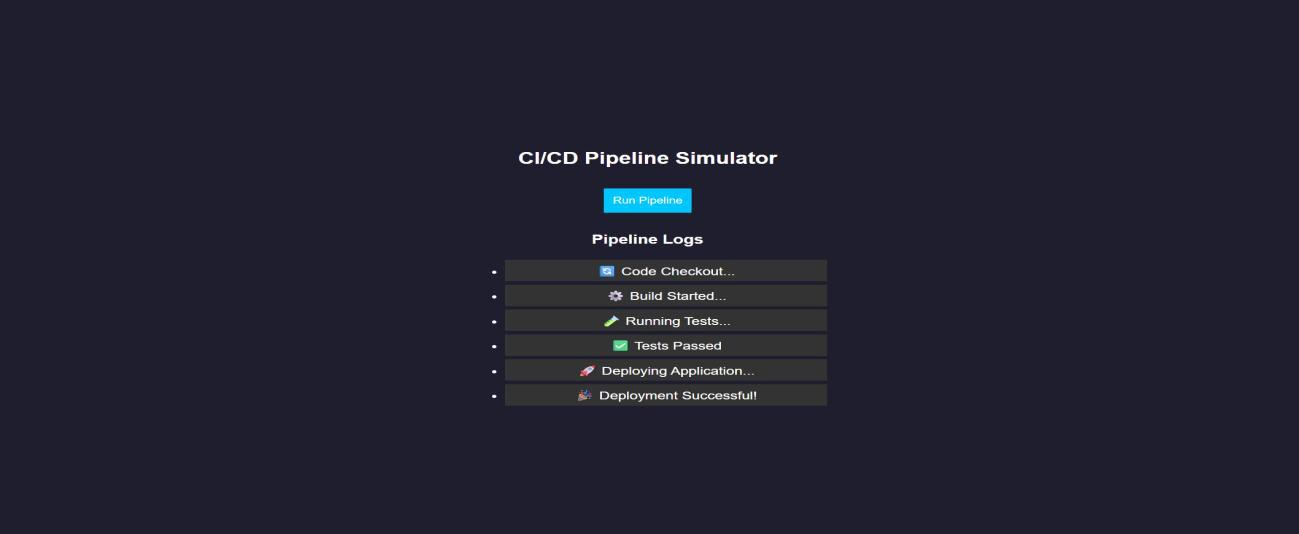 CI/CD Pipeline Simulator
Run Pipeline
Pipeline Logs
Code Checkout...
Build Started...
Running Tests...
Tests Passed
Deploying Application...
Deployment Successful!